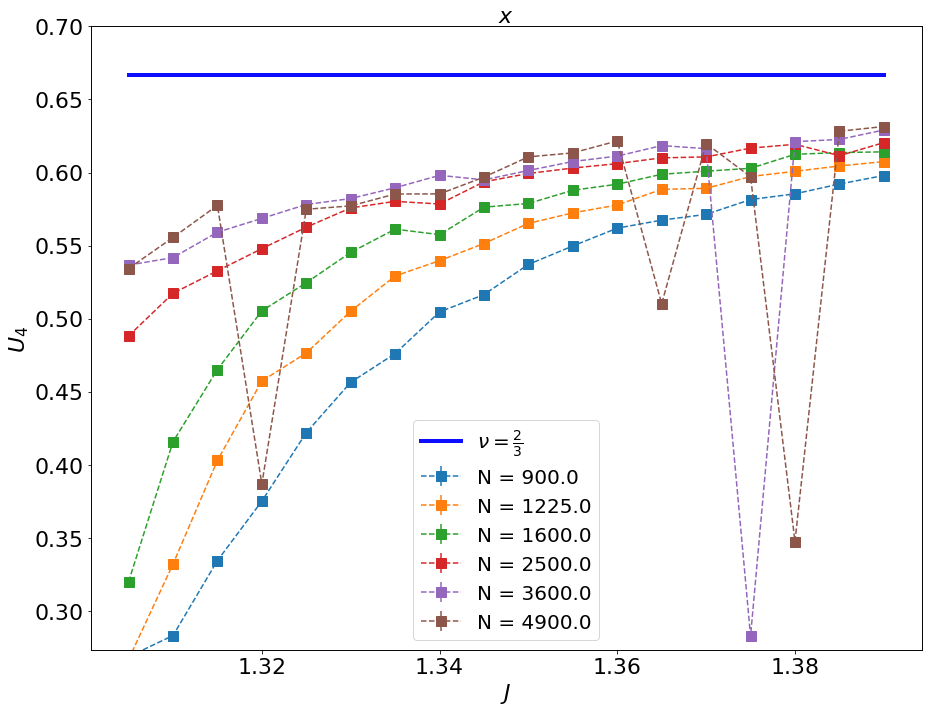 x
0.70
0.65
0.60
0.55
0.50
0.45
0.40
0.35
0.30
U4
ν = 2/3
N = 900.0
N = 1225.0
N = 1600.0
N = 2500.0
N = 3600.0
N = 4900.0
1.32 1.34 1.36 1.38
J